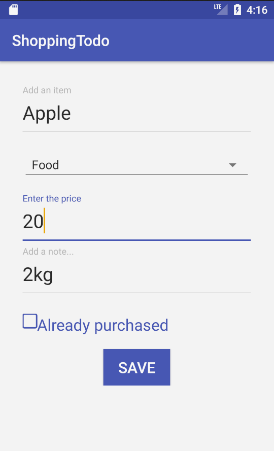 LTE 4:16
ShoppingTodo
Add an item
Apple
Food
Enter the price
20
Add a note...
2kg
Already purchased
SAVE